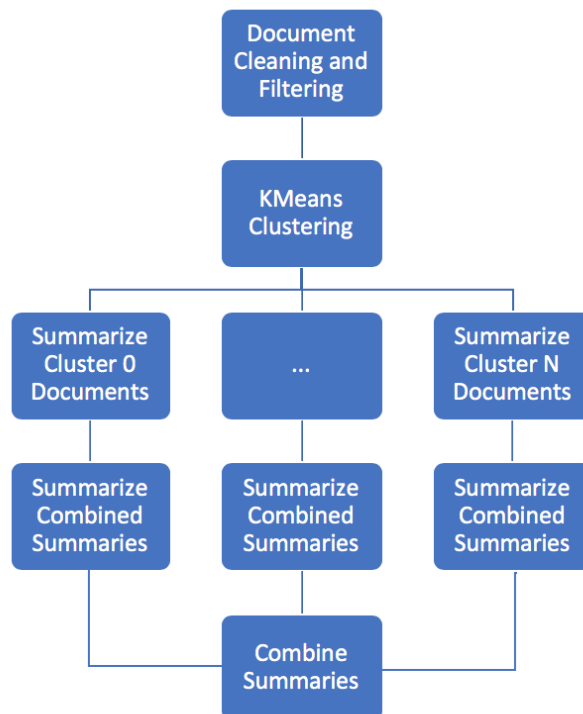 Document
Cleaning and
Filtering
KMeans
Clustering
Summarize
Cluster 0
Documents
...
Summarize
Cluster N
Documents
Summarize
Combined
Summaries
Summarize
Combined
Summaries
Summarize
Combined
Summaries
Combine
Summaries